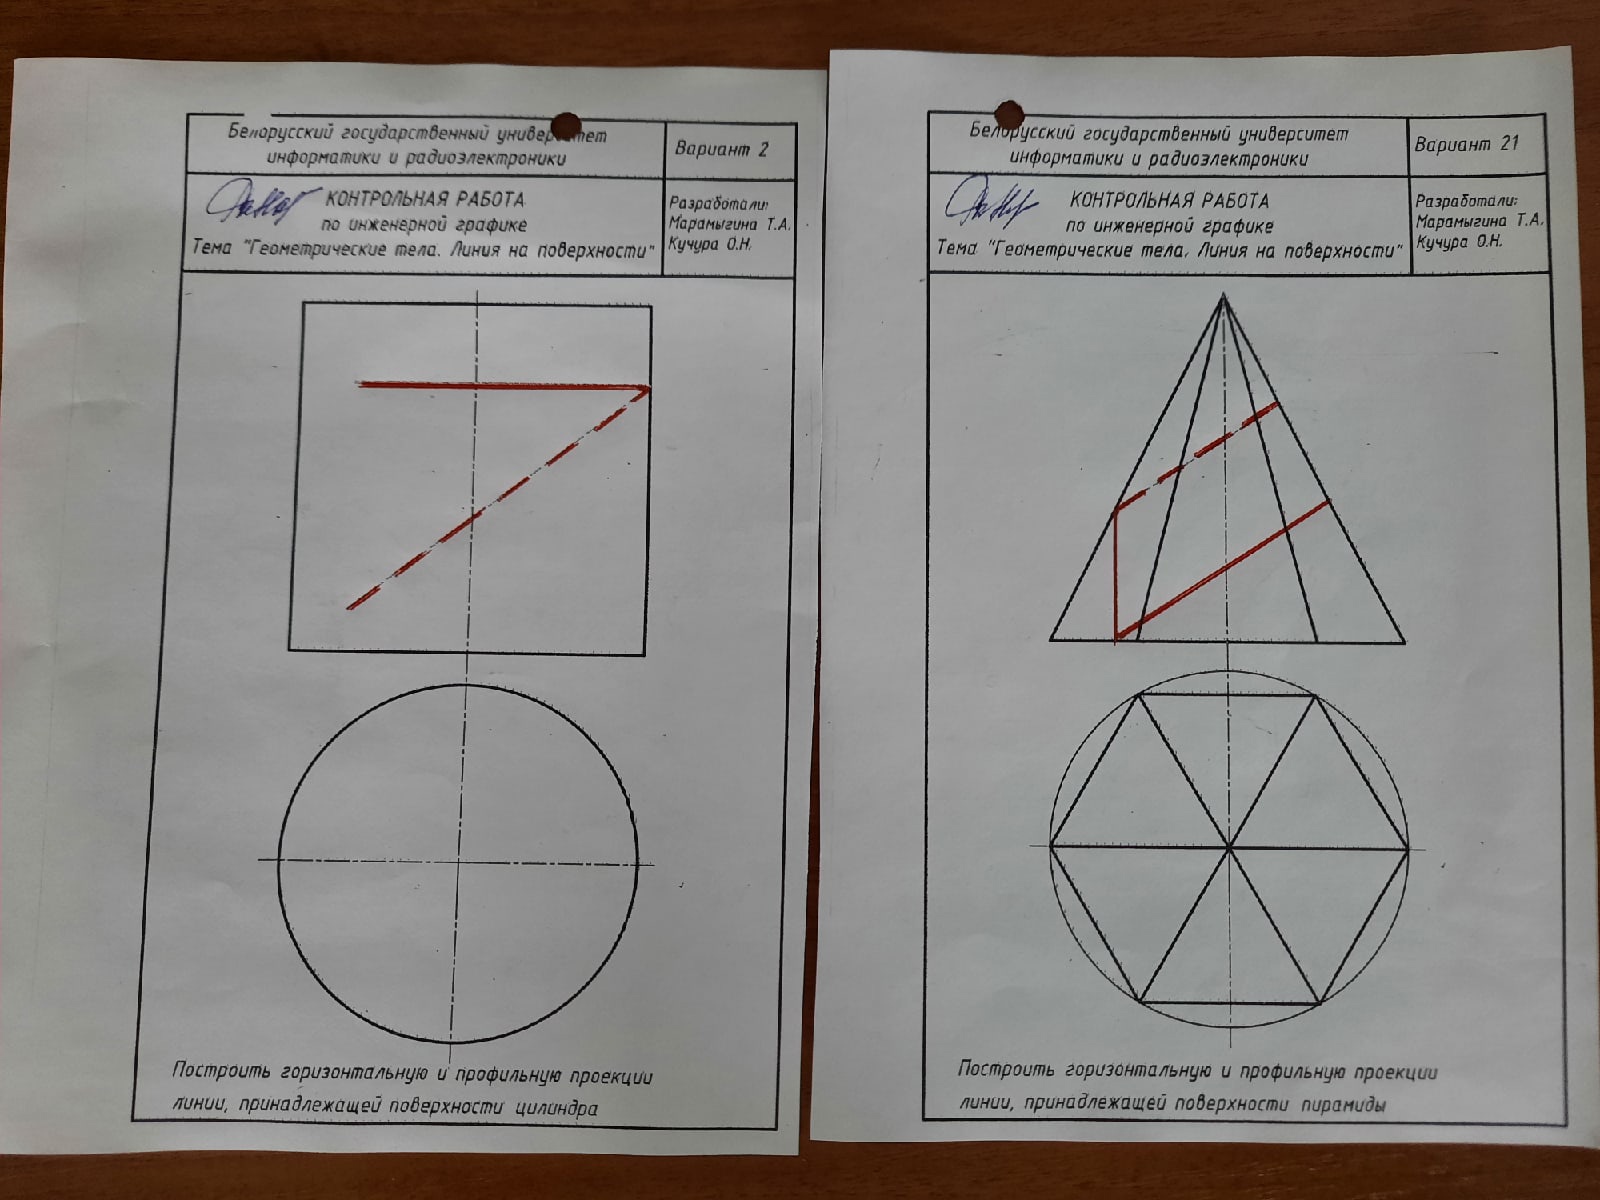 Белорусский государственный университет
информатики и радиоэлектроники
Вариант 2
КОНТРОЛЬНАЯ РАБОТА
по инженерной графике
Тема "Геометрические тела. Линия на поверхности"
Разработали:
Марамыгина Т.А.
Кучура О.Н.
Построить горизонтальную и профильную проекции
линии, принадлежащей поверхности цилиндра
Белорусский государственный университет
информатики и радиоэлектроники
Вариант 21
КОНТРОЛЬНАЯ РАБОТА
по инженерной графике
Тема "Геометрические тела. Линия на поверхности"
Разработали:
Марамыгина Т.А.
Кучура О.Н.
Построить горизонтальную и профильную проекции
линии, принадлежащей поверхности пирамиды